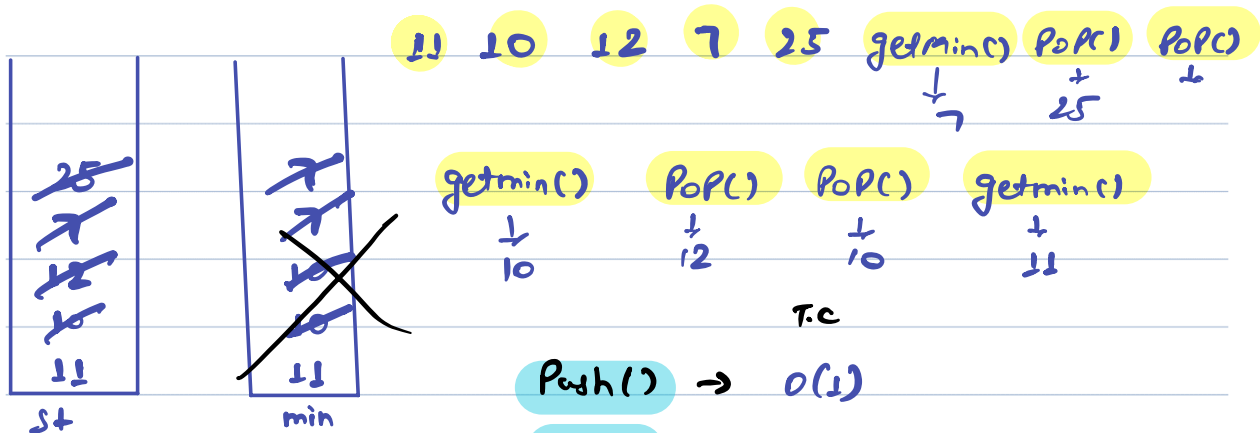 11 10 12 7 25 getmin() POP() POP()
↓ ↓ ↓
7 25
25 7 getmin() POP() POP() getmin()
7 7 ↓ ↓ ↓ ↓
12 10 10 12 10 11
10 10 T.C
11 11 Push() → O(1)
st min